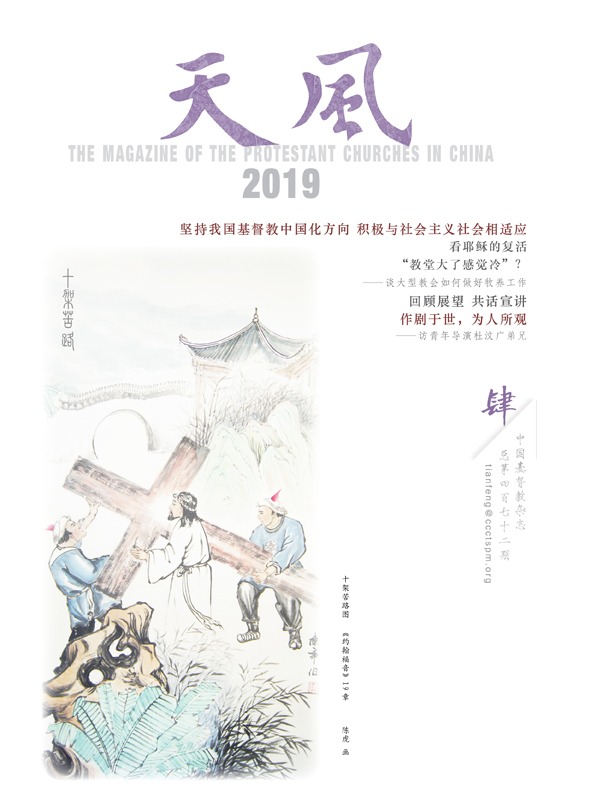 天風
THE MAGAZINE OF THE PROTESTANT CHURCHES IN CHINA
2019
坚持我国基督教中国化方向 积极与社会主义社会相适应
看耶稣的复活
“教堂大了感觉冷”？
——谈大型教会如何做好牧养工作
回顾展望 共话宣讲
作剧于世，为人所观
——访青年导演杜汶广弟兄
十架苦路
肆
中国基督教杂志
总第四百七十二期
tianfeng@ccctspm.org
十架苦路图 《约翰福音》19章 陈虎 画